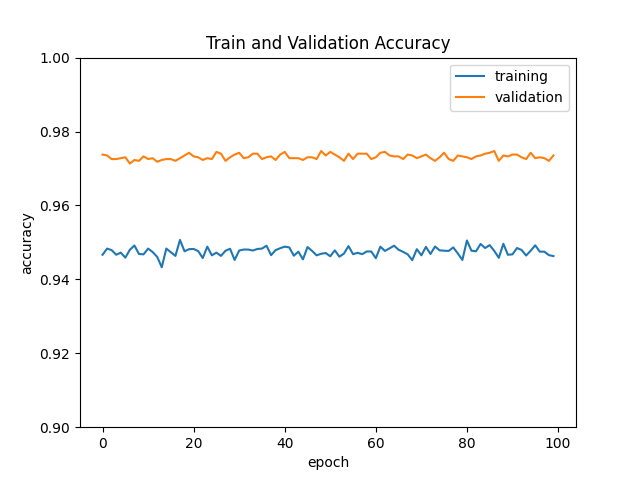 Train and Validation Accuracy
1.00
0.98
0.96
0.94
0.92
0.90
accuracy
training
validation
0 20 40 60 80 100
epoch